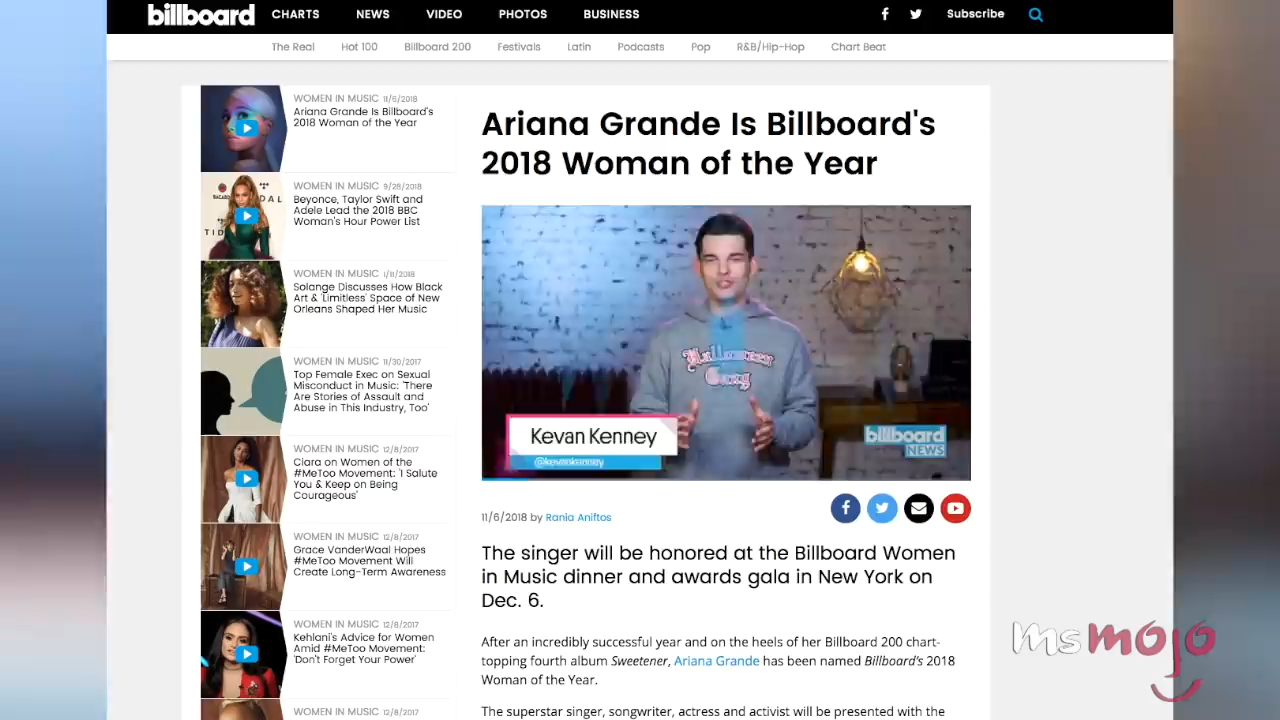 billboard CHARTS NEWS VIDEO PHOTOS BUSINESS Subscribe
The Real Hot 100 Billboard 200 Festivals Latin Podcasts Pop R&B/Hip-Hop Chart Beat
WOMEN IN MUSIC 11/6/2018
Ariana Grande Is Billboard's
2018 Woman of the Year
WOMEN IN MUSIC 9/28/2018
Beyonce, Taylor Swift and
Adele Lead the 2018 BBC
Woman's Hour Power List
WOMEN IN MUSIC 1/11/2018
Solange Discusses How Black
Art & 'Limitless' Space of New
Orleans Shaped Her Music
WOMEN IN MUSIC 11/30/2017
Top Female Exec on Sexual
Misconduct in Music: 'There
Are Stories of Assault and
Abuse in This Industry, Too'
WOMEN IN MUSIC 12/8/2017
Ciara on Women of the
#MeToo Movement: 'I Salute
You & Keep on Being
Courageous'
WOMEN IN MUSIC 12/8/2017
Grace VanderWaal Hopes
#MeToo Movement Will
Create Long-Term Awareness
WOMEN IN MUSIC 12/8/2017
Kehlani's Advice for Women
Amid #MeToo Movement:
'Don't Forget Your Power'
WOMEN IN MUSIC 12/8/2017
Ariana Grande Is Billboard's
2018 Woman of the Year
Kevan Kenney
@kevankenney
billboard
NEWS
11/6/2018 by Rania Aniftos
The singer will be honored at the Billboard Women
in Music dinner and awards gala in New York on
Dec. 6.
After an incredibly successful year and on the heels of her Billboard 200 chart-
topping fourth album Sweetener, Ariana Grande has been named Billboard's 2018
Woman of the Year.
The superstar singer, songwriter, actress and activist will be presented with the
msmojo